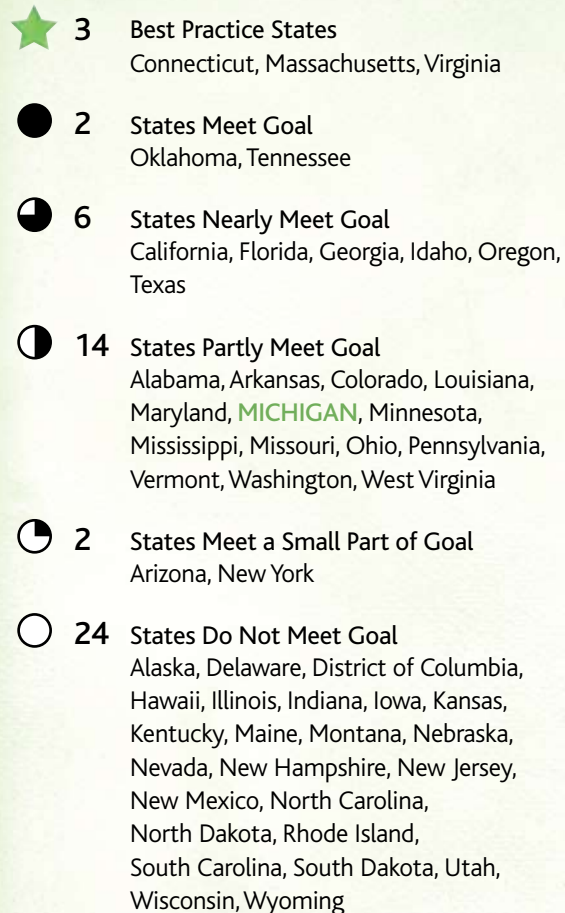 3 Best Practice States
Connecticut, Massachusetts, Virginia
2 States Meet Goal
Oklahoma, Tennessee
6 States Nearly Meet Goal
California, Florida, Georgia, Idaho, Oregon,
Texas
14 States Partly Meet Goal
Alabama, Arkansas, Colorado, Louisiana,
Maryland, MICHIGAN, Minnesota,
Mississippi, Missouri, Ohio, Pennsylvania,
Vermont, Washington, West Virginia
2 States Meet a Small Part of Goal
Arizona, New York
24 States Do Not Meet Goal
Alaska, Delaware, District of Columbia,
Hawaii, Illinois, Indiana, Iowa, Kansas,
Kentucky, Maine, Montana, Nebraska,
Nevada, New Hampshire, New Jersey,
New Mexico, North Carolina,
North Dakota, Rhode Island,
South Carolina, South Dakota, Utah,
Wisconsin, Wyoming